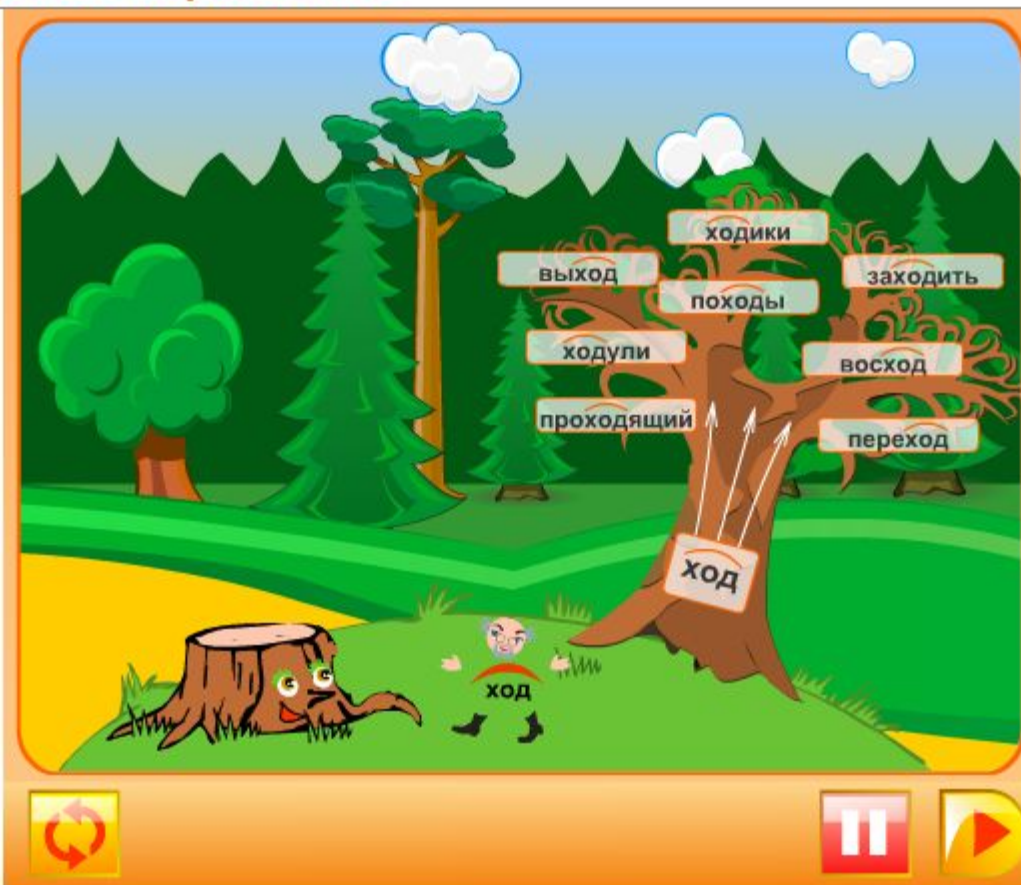 ходики
выход
заходить
походы
ходули
восход
проходящий
переход
ход
ход